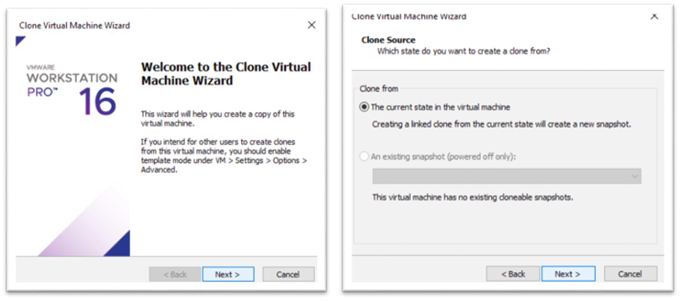 Clone Virtual Machine Wizard
VMWARE
WORKSTATION
PRO™ 16
Welcome to the Clone Virtual
Machine Wizard
This wizard will help you create a copy of this
virtual machine.
If you intend for other users to create clones
from this virtual machine, you should enable
template mode under VM > Settings > Options >
Advanced.
< Back Next > Cancel
Clone Virtual Machine Wizard
Clone Source
Which state do you want to create a clone from?
Clone from
The current state in the virtual machine
Creating a linked clone from the current state will create a new snapshot.
An existing snapshot (powered off only):
This virtual machine has no existing cloneable snapshots.
< Back Next > Cancel